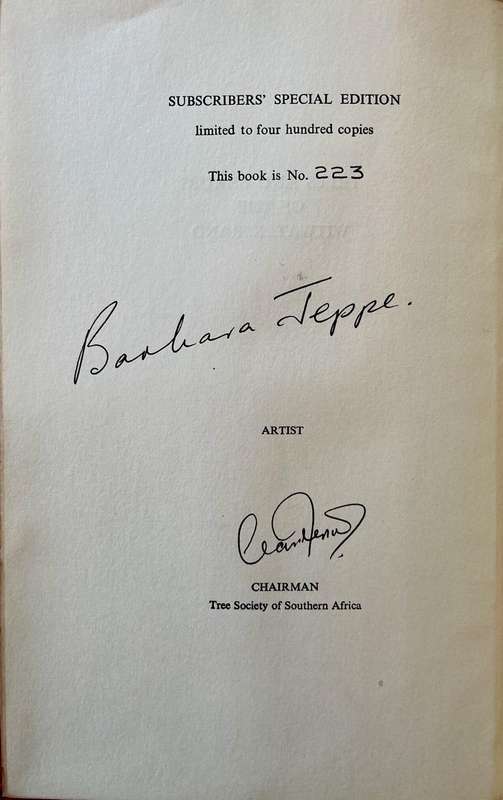 SUBSCRIBERS' SPECIAL EDITION
limited to four hundred copies
This book is No. 223
Barbara Jeppe.
ARTIST
CHAIRMAN
Tree Society of Southern Africa